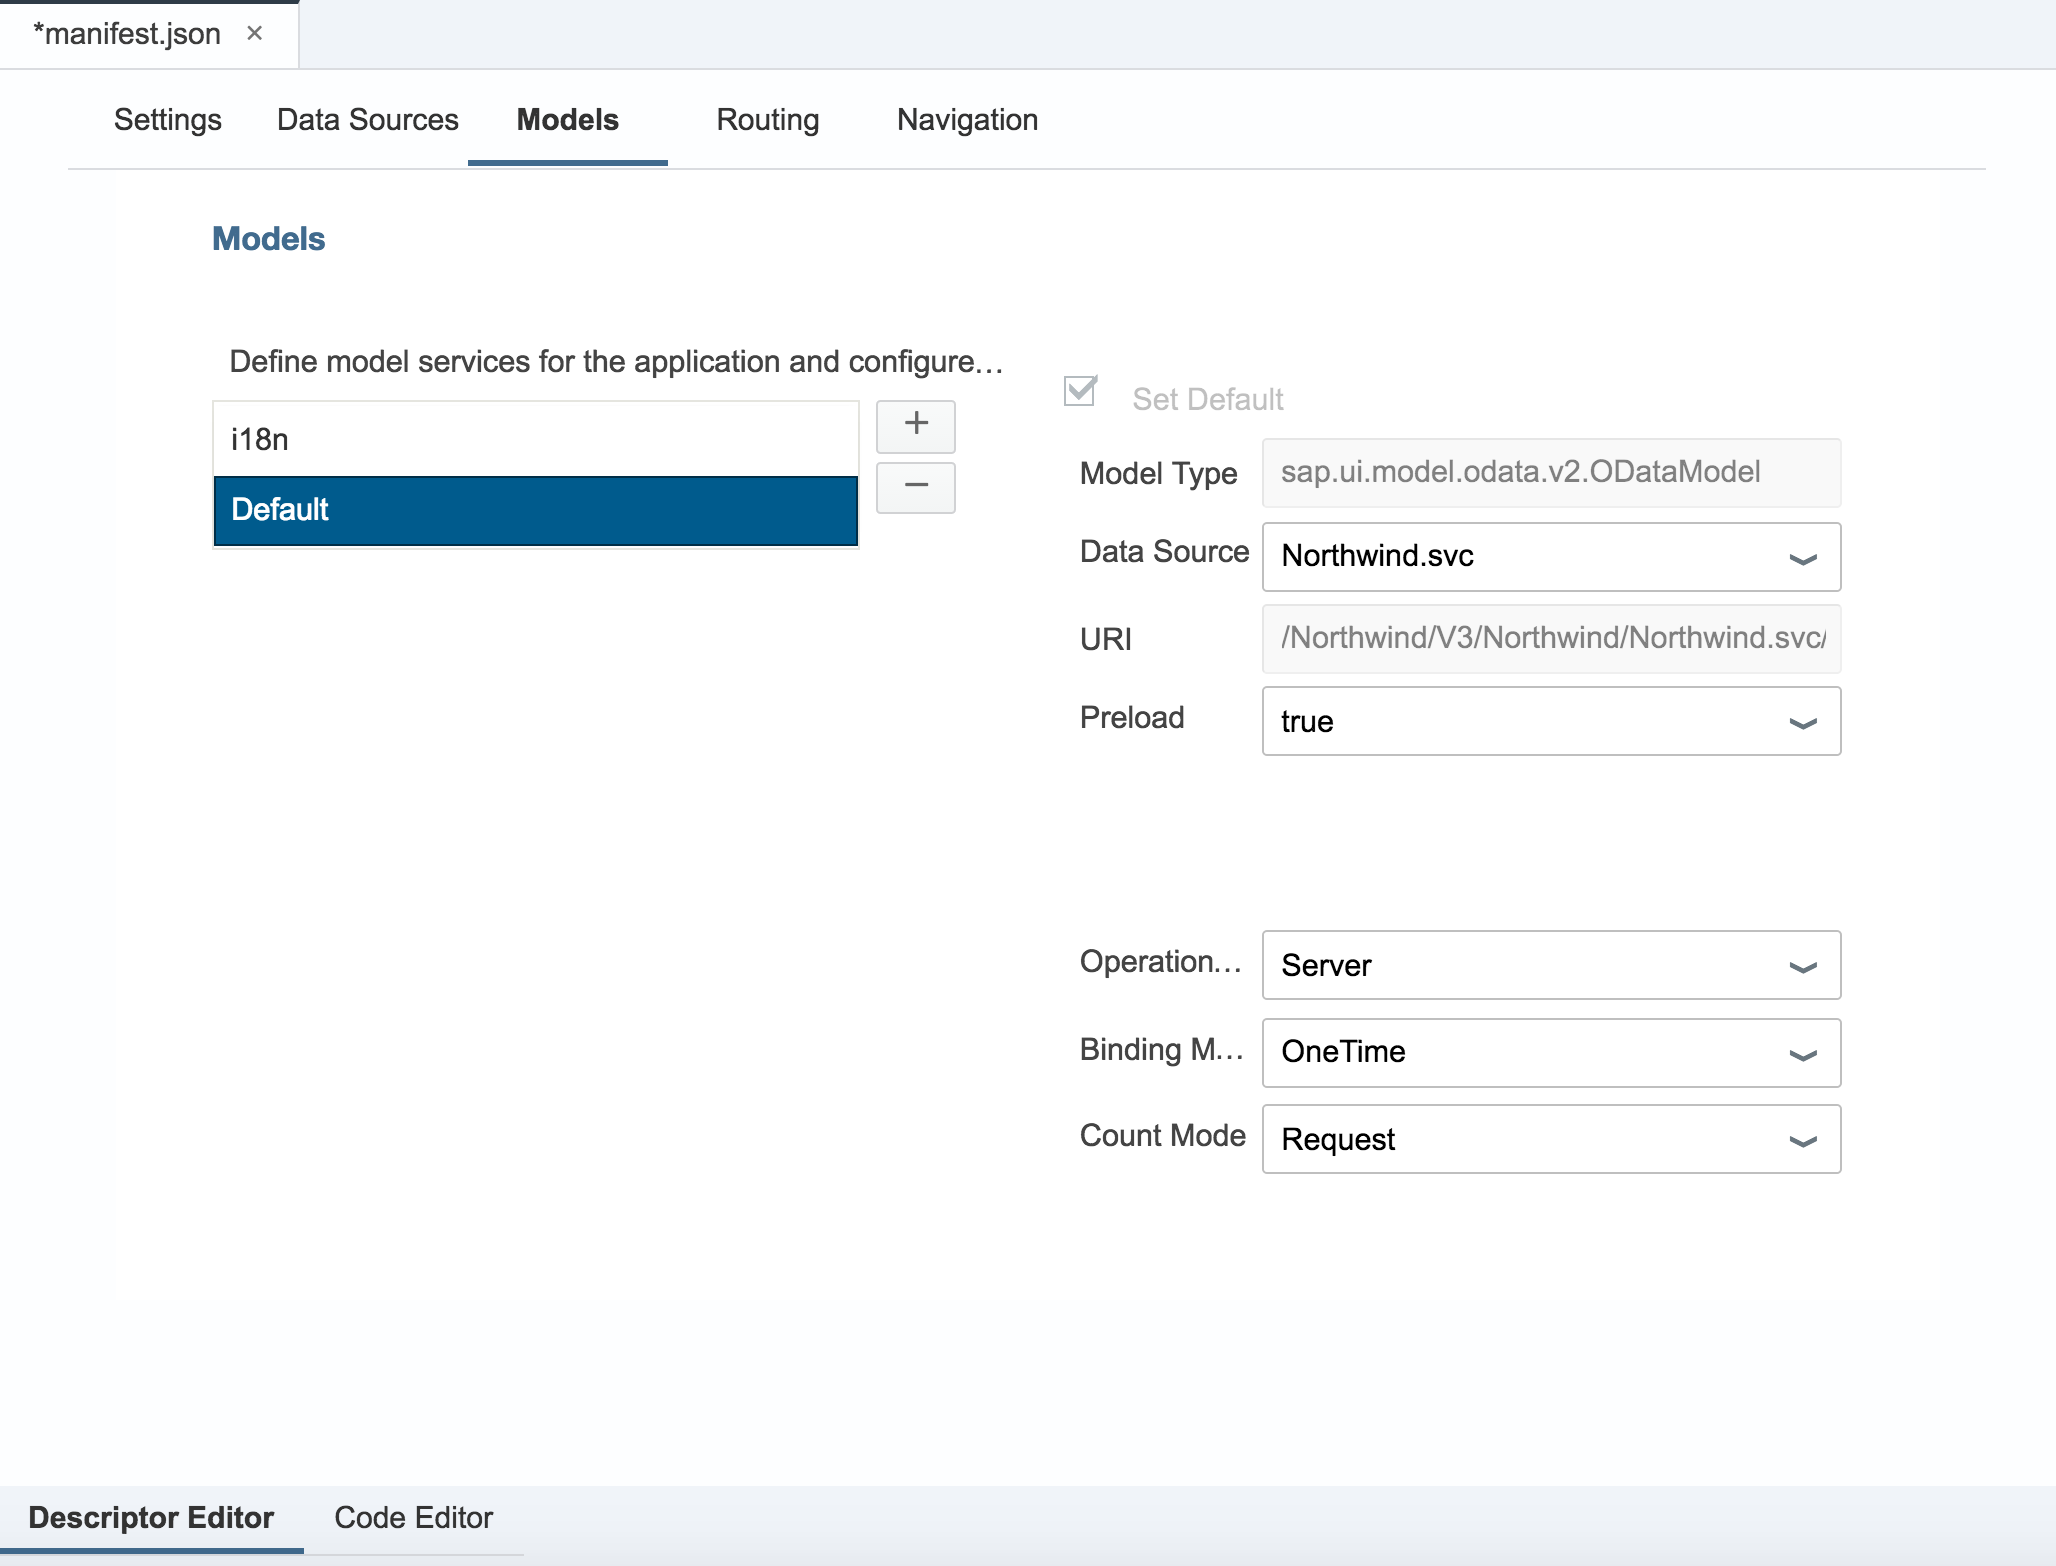 *manifest.json ×
Settings Data Sources Models Routing Navigation
Models
Define model services for the application and configure...
i18n
Default
+
−
Set Default
Model Type sap.ui.model.odata.v2.ODataModel
Data Source Northwind.svc
URI /Northwind/V3/Northwind/Northwind.svc/
Preload true
Operation... Server
Binding M... OneTime
Count Mode Request
Descriptor Editor Code Editor